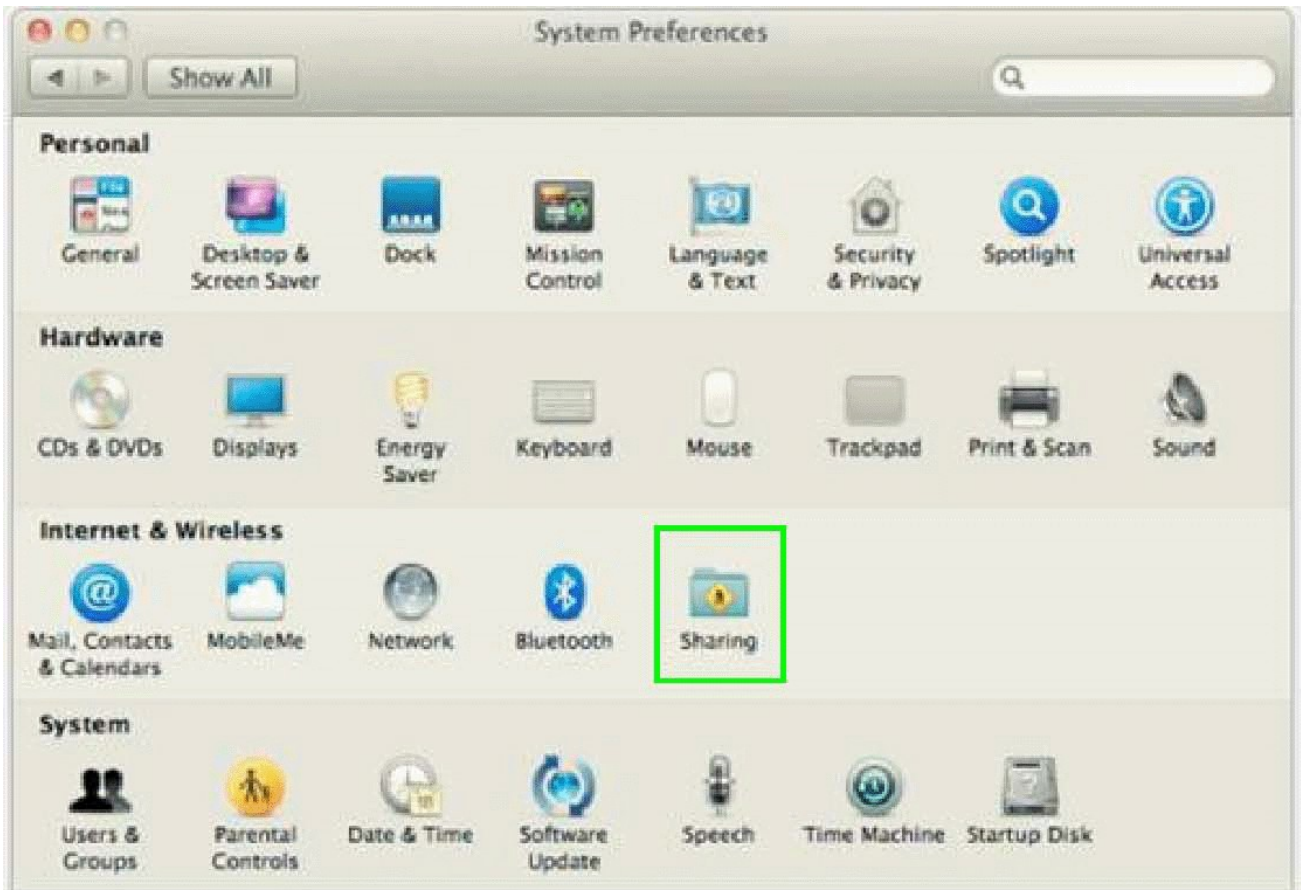 System Preferences
Show All
Personal
General
Desktop &
Screen Saver
Dock
Mission
Control
Language
& Text
Security
& Privacy
Spotlight
Universal
Access
Hardware
CDs & DVDs
Displays
Energy
Saver
Keyboard
Mouse
Trackpad
Print & Scan
Sound
Internet & Wireless
Mail, Contacts
& Calendars
MobileMe
Network
Bluetooth
Sharing
System
Users &
Groups
Parental
Controls
Date & Time
Software
Update
Speech
Time Machine
Startup Disk